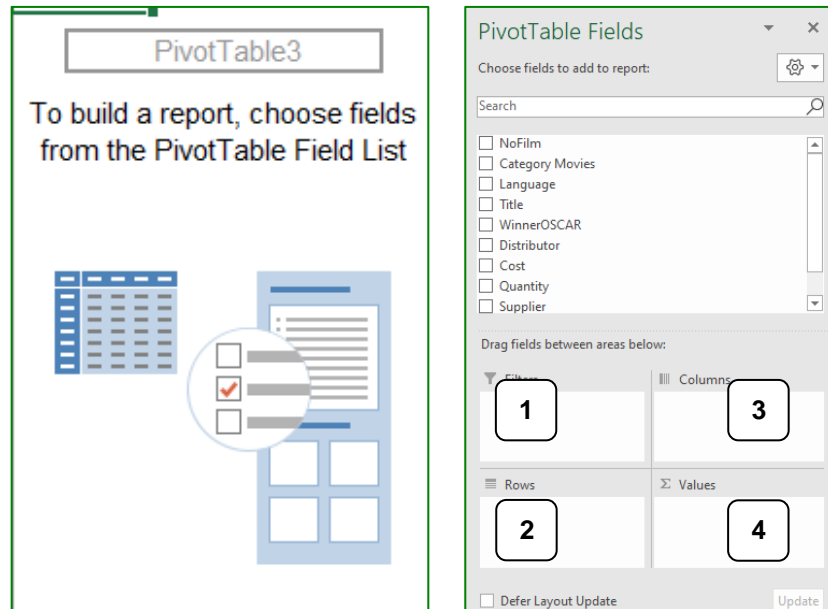 PivotTable3
To build a report, choose fields
from the PivotTable Field List
PivotTable Fields
Choose fields to add to report:
Search
NoFilm
Category Movies
Language
Title
WinnerOSCAR
Distributor
Cost
Quantity
Supplier
Drag fields between areas below:
Filters
Columns
1
3
Rows
Σ Values
2
4
Defer Layout Update
Update